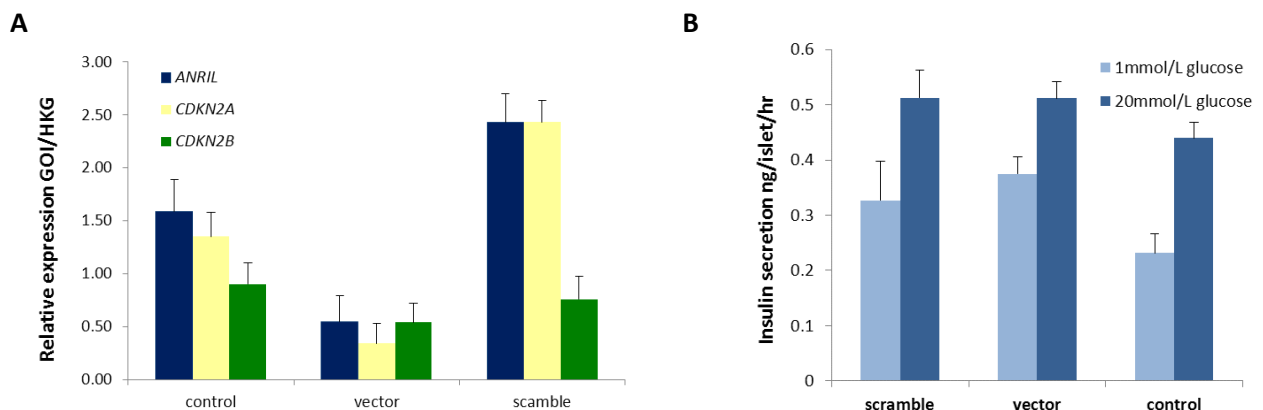 A
Relative expression GOI/HKG
3.00
2.50
2.00
1.50
1.00
0.50
0.00
ANRIL
CDKN2A
CDKN2B
control
vector
scamble
B
Insulin secretion ng/islet/hr
0.6
0.5
0.4
0.3
0.2
0.1
0
1mmol/L glucose
20mmol/L glucose
scramble
vector
control